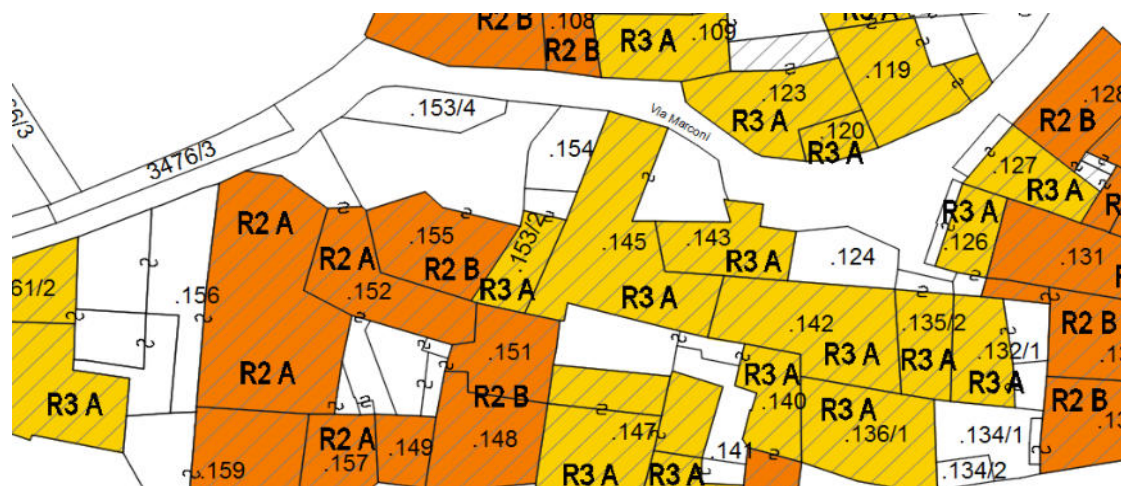 R2 B
.108
R2 B
R3 A
.109
R3 A
.119
.123
R3 A
.120
R3 A
.128
R2 B
.153/4
Via Marconi
.154
3476/3
.127
R3 A
R3 A
.126
R2 A
.155
R2 B
R2 A
.152
.153/2
R3 A
.145
R3 A
.143
R3 A
.124
.131
61/2
.156
.142
R3 A
.135/2
R3 A
.132/1
R3 A
R2 B
R2 A
.151
R2 B
R3 A
.140
R3 A
.136/1
R2 B
R3 A
R2 A
.157
.149
.148
.147
R3 A
R3 A
.141
.134/1
.134/2
.159